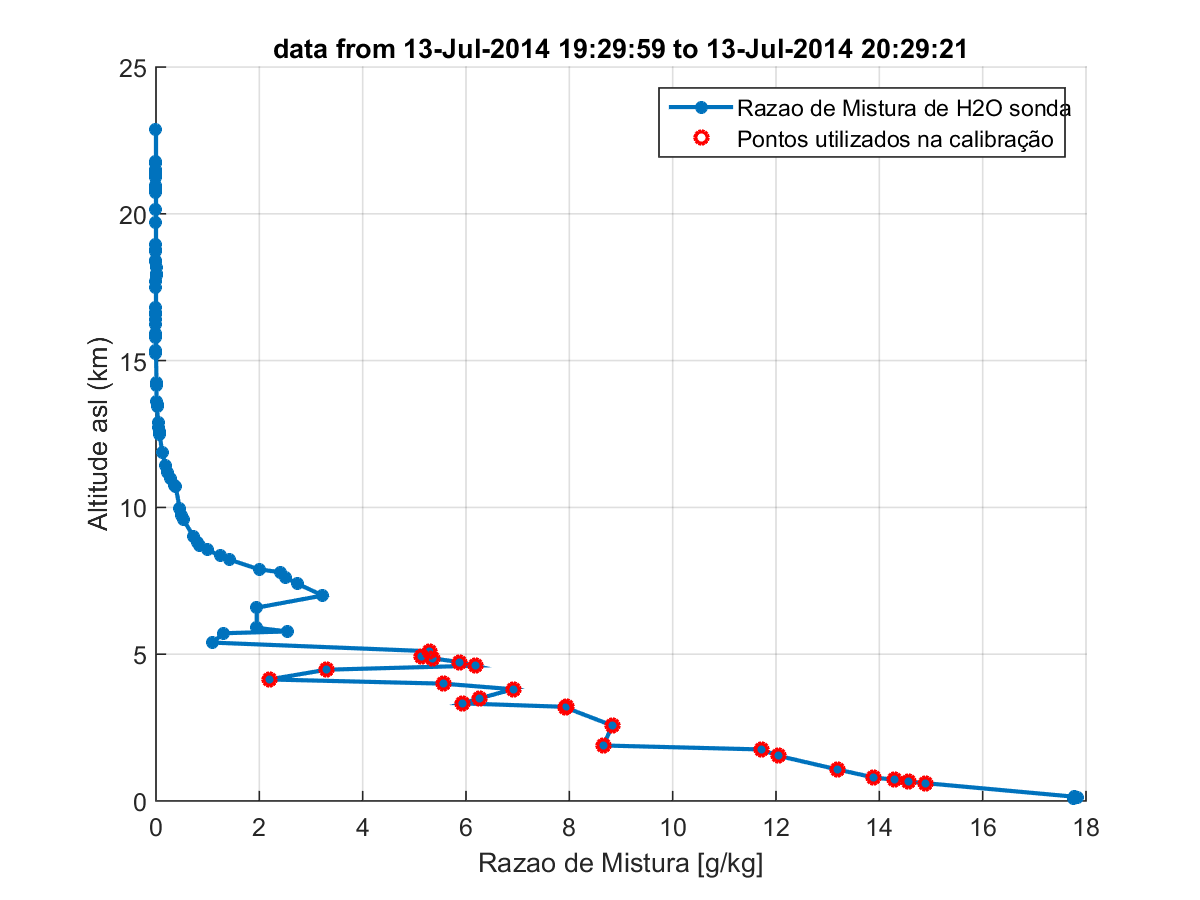 data from 13-Jul-2014 19:29:59 to 13-Jul-2014 20:29:21
Razao de Mistura de H2O sonda
Pontos utilizados na calibração
25
20
15
10
5
0
Altitude asl (km)
0 2 4 6 8 10 12 14 16 18
Razao de Mistura [g/kg]